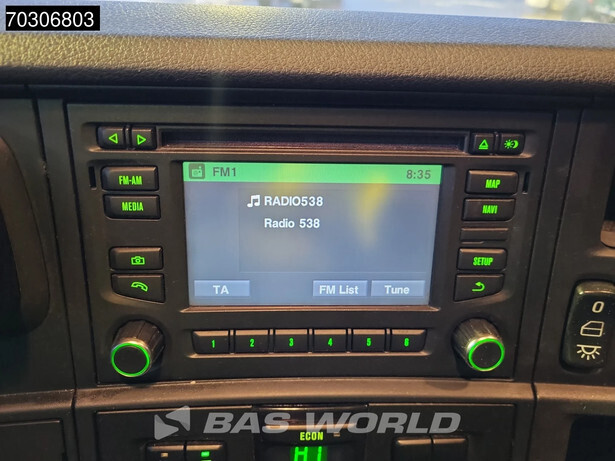 70306803
FM1 8:35
FM-AM
MEDIA
RADIO538
Radio 538
MAP
NAVI
SETUP
TA FM List Tune
1 2 3 4 5 6
0
BAS WORLD
ECON
HI